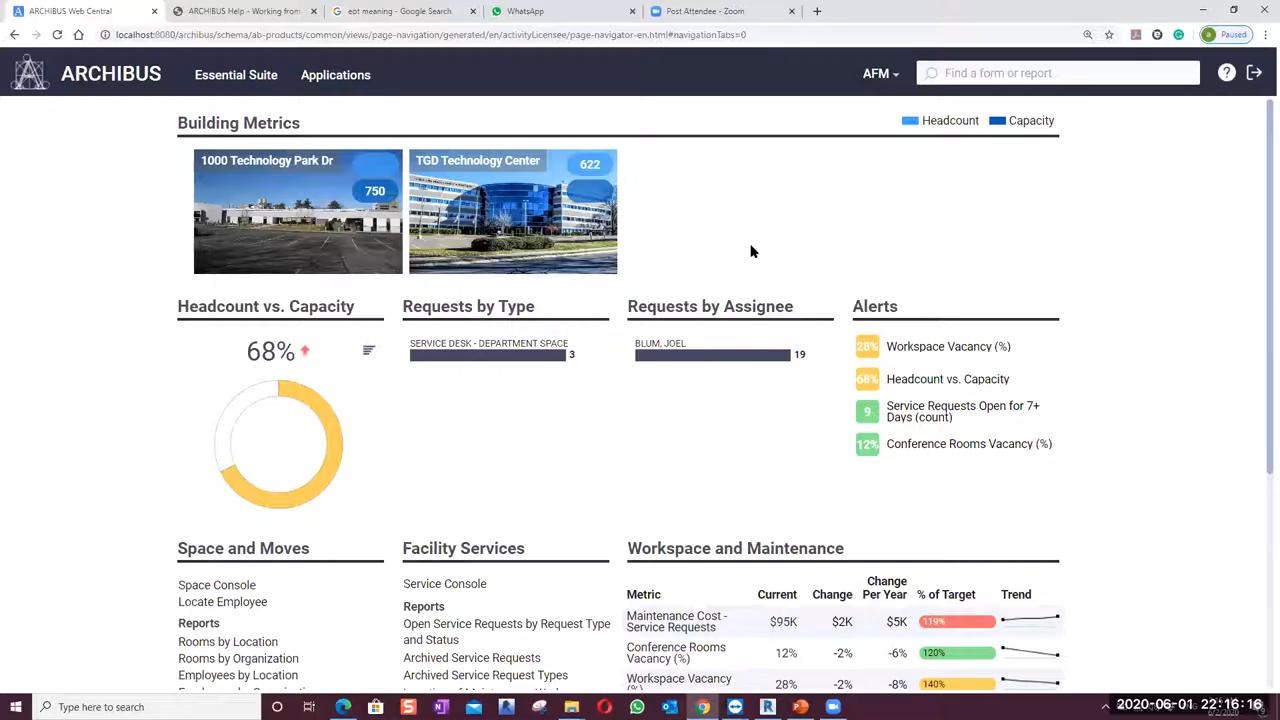 ARCHIBUS Web Central
ARCHIBUS Help - Working from
eot meaning - Google Search
WhatsApp
Post Attendee - Zoom
localhost:8080/archibus/schema/ab-products/common/views/page-navigation/generated/en/activityLicensee/page-navigator-en.html#navigationTabs=0
Paused
ARCHIBUS
Essential Suite
Applications
AFM
Find a form or report
Building Metrics
Headcount
Capacity
1000 Technology Park Dr
750
TGD Technology Center
622
Headcount vs. Capacity
Requests by Type
Requests by Assignee
Alerts
68%
SERVICE DESK - DEPARTMENT SPACE
3
BLUM, JOEL
19
28% Workspace Vacancy (%)
68% Headcount vs. Capacity
9 Service Requests Open for 7+
Days (count)
12% Conference Rooms Vacancy (%)
Space and Moves
Space Console
Locate Employee
Reports
Rooms by Location
Rooms by Organization
Employees by Location
Facility Services
Service Console
Reports
Open Service Requests by Request Type
and Status
Archived Service Requests
Archived Service Request Types
Workspace and Maintenance
Metric Current Change Change Per Year % of Target Trend
Maintenance Cost -
Service Requests
$95K $2K $5K 119%
Conference Rooms
Vacancy (%)
12% -2% -6% 120%
Workspace Vacancy
(%)
28% -2% -8% 140%
Type here to search
2020-06-01 22:16:16